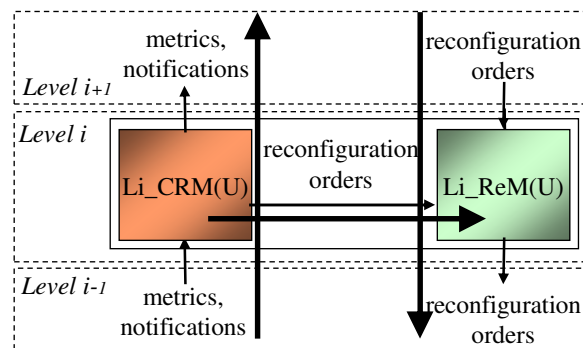 metrics,
notifications
reconfiguration
orders
Level i+1
Level i
Li_CRM(U)
reconfiguration
orders
Li_ReM(U)
Level i-1
metrics,
notifications
reconfiguration
orders